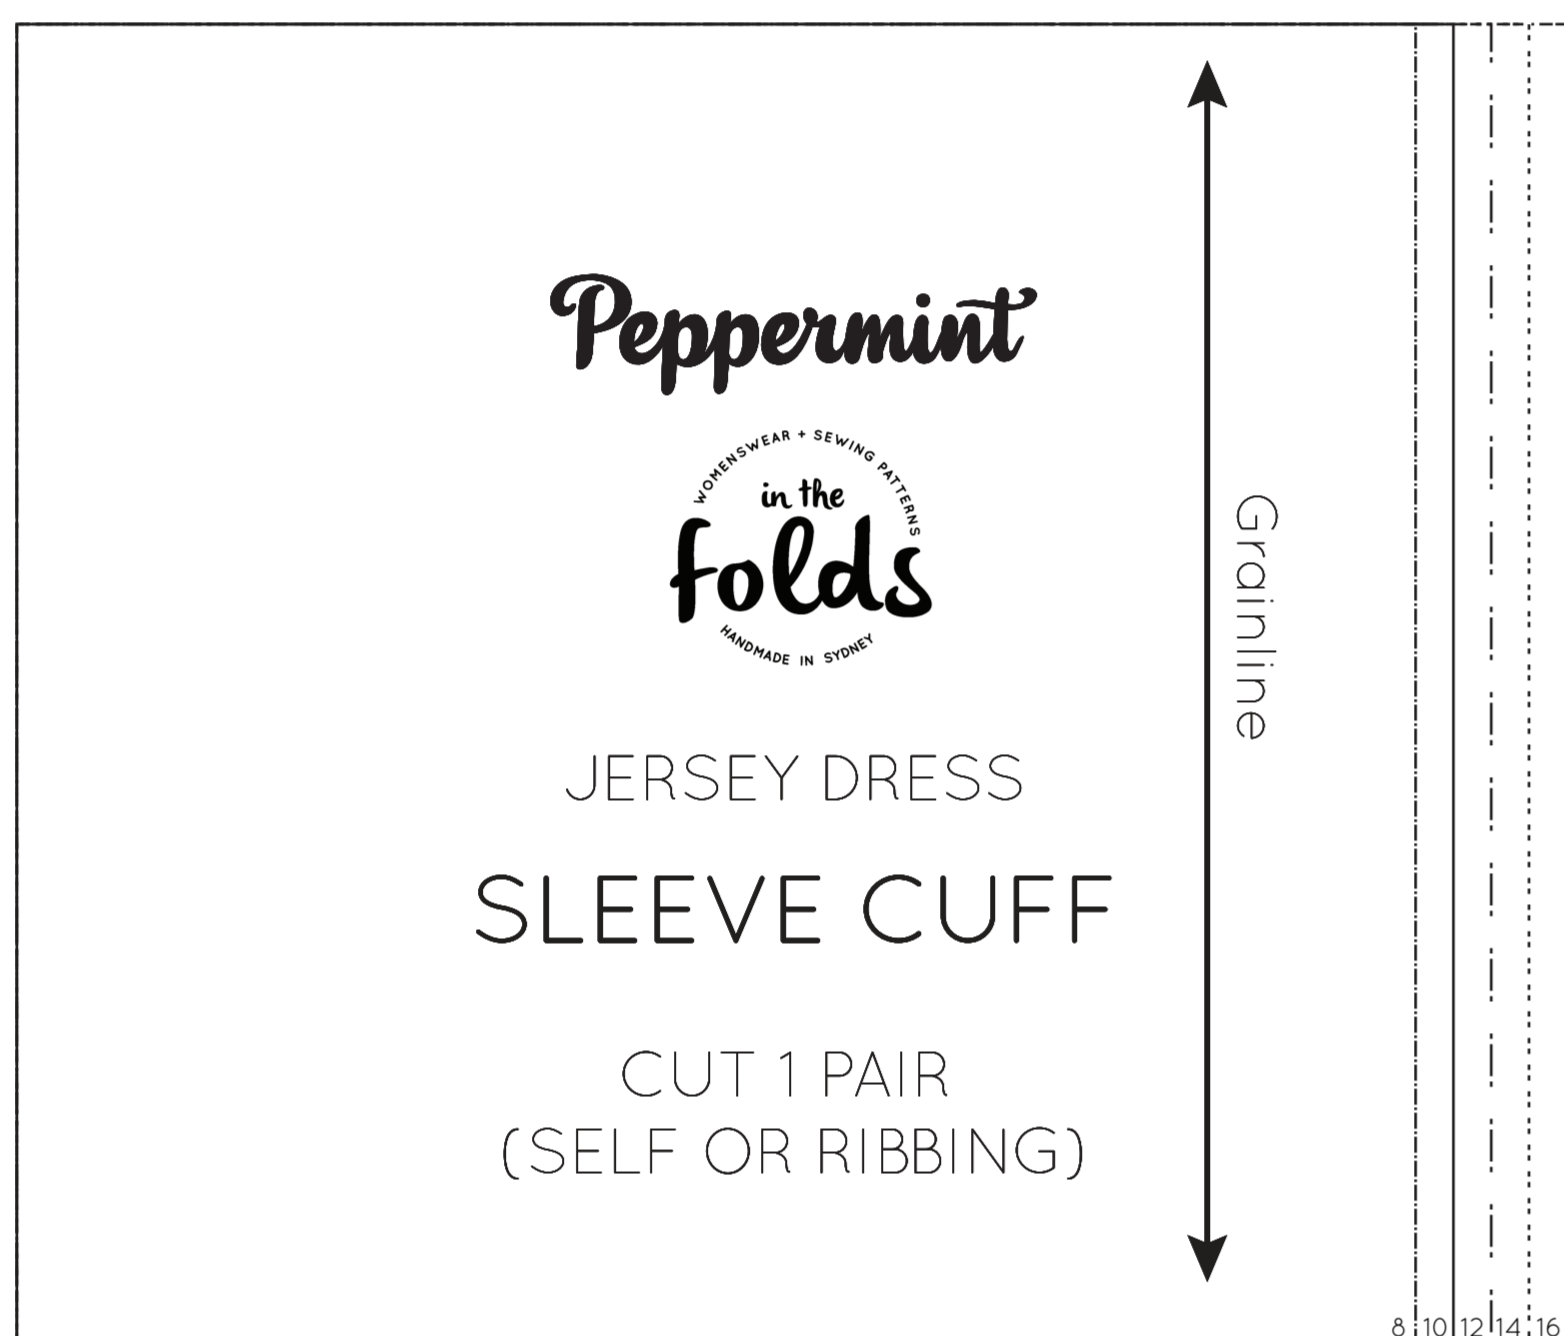 Peppermint
WOMENSWEAR + SEWING PATTERNS
in the
folds
HANDMADE IN SYDNEY
Grainline
JERSEY DRESS
SLEEVE CUFF
CUT 1 PAIR
(SELF OR RIBBING)
8 10 12 14 16